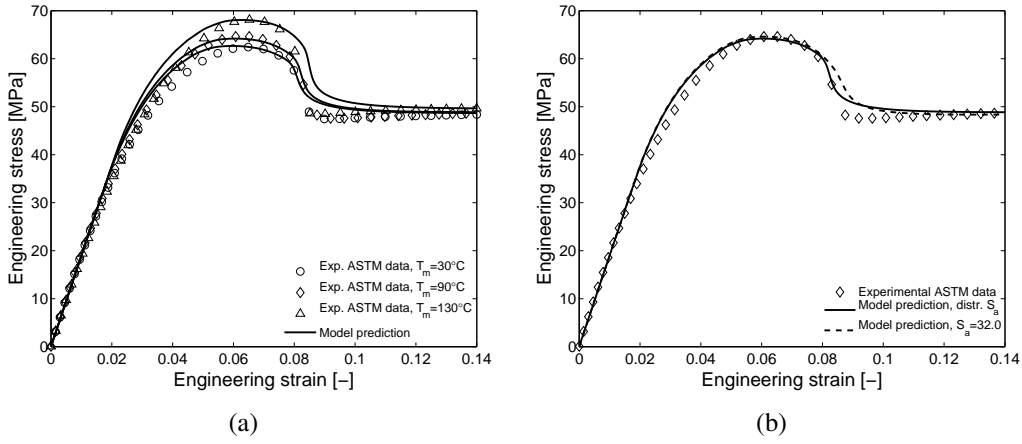 70
60
50
40
30
20
10
0
0
0.02
0.04
0.06
0.08
0.1
0.12
0.14
Engineering stress [MPa]
Engineering strain [−]
Exp. ASTM data, T_m=30°C
Exp. ASTM data, T_m=90°C
Exp. ASTM data, T_m=130°C
Model prediction
(a)
70
60
50
40
30
20
10
0
0
0.02
0.04
0.06
0.08
0.1
0.12
0.14
Engineering stress [MPa]
Engineering strain [−]
Experimental ASTM data
Model prediction, distr. S_a
Model prediction, S_a=32.0
(b)